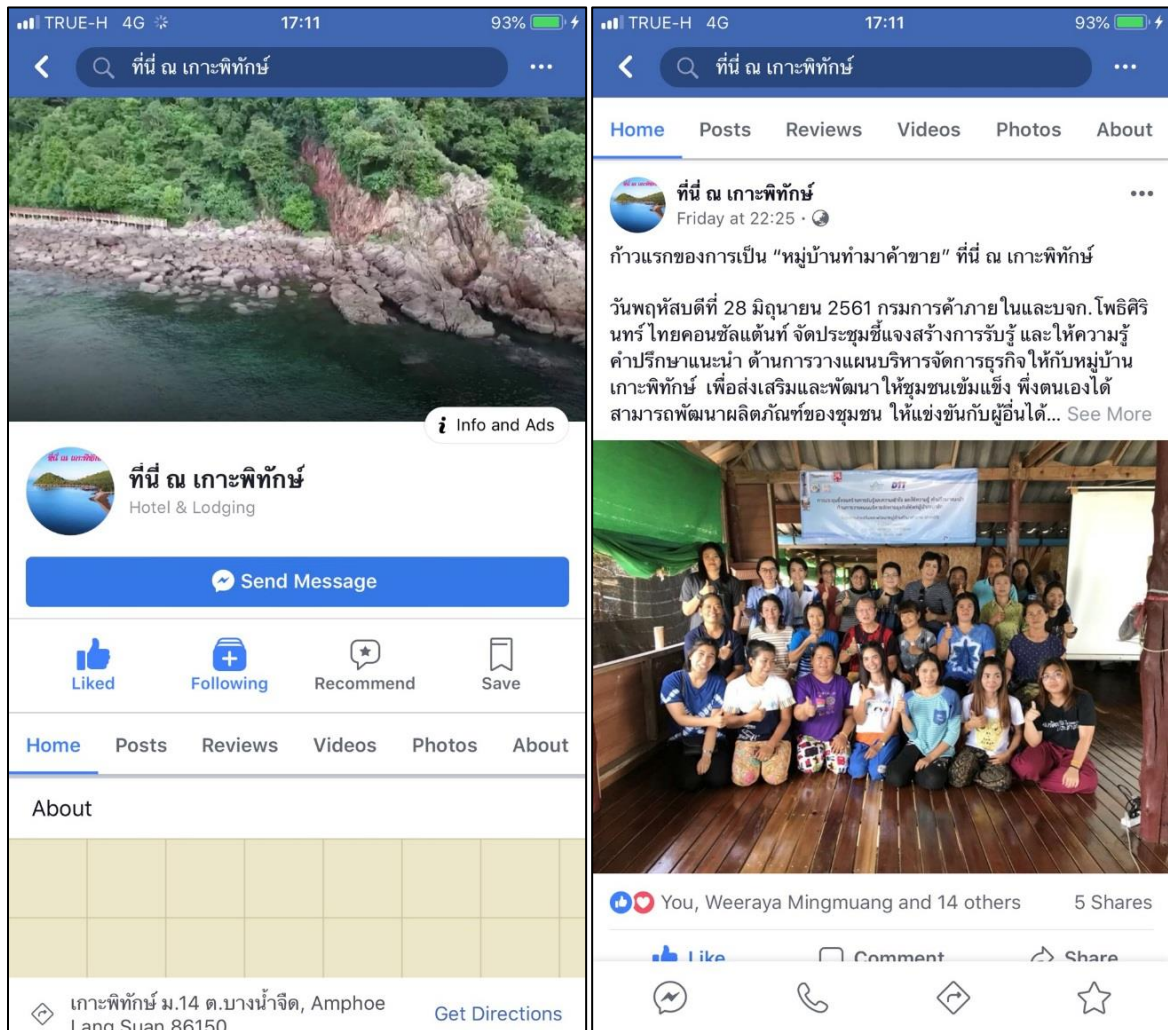 TRUE-H 4G 17:11 93%
ที่นี่ ณ เกาะพิทักษ์
Info and Ads
ที่นี่ ณ เกาะพิทักษ์
Hotel & Lodging
Send Message
Liked Following Recommend Save
Home Posts Reviews Videos Photos About
About
เกาะพิทักษ์ ม.14 ต.บางน้ำจืด, Amphoe
Lang Suan 86150
Get Directions
TRUE-H 4G 17:11 93%
ที่นี่ ณ เกาะพิทักษ์
Home Posts Reviews Videos Photos About
ที่นี่ ณ เกาะพิทักษ์
Friday at 22:25
ก้าวแรกของการเป็น “หมู่บ้านทำมาค้าขาย” ที่นี่ ณ เกาะพิทักษ์
วันพฤหัสบดีที่ 28 มิถุนายน 2561 กรมการค้าภายในและบจก.โพธิศิริ
นทร์ ไทยคอนซัลแต้นท์ จัดประชุมชี้แจงสร้างการรับรู้ และให้ความรู้
คำปรึกษาแนะนำ ด้านการวางแผนบริหารจัดการธุรกิจ ให้กับหมู่บ้าน
เกาะพิทักษ์ เพื่อส่งเสริมและพัฒนาให้ชุมชนเข้มแข็ง พึ่งตนเองได้
สามารถพัฒนาผลิตภัณฑ์ของชุมชน ให้แข่งขันกับผู้อื่นได้... See More
You, Weeraya Mingmuang and 14 others 5 Shares
Like Comment Share